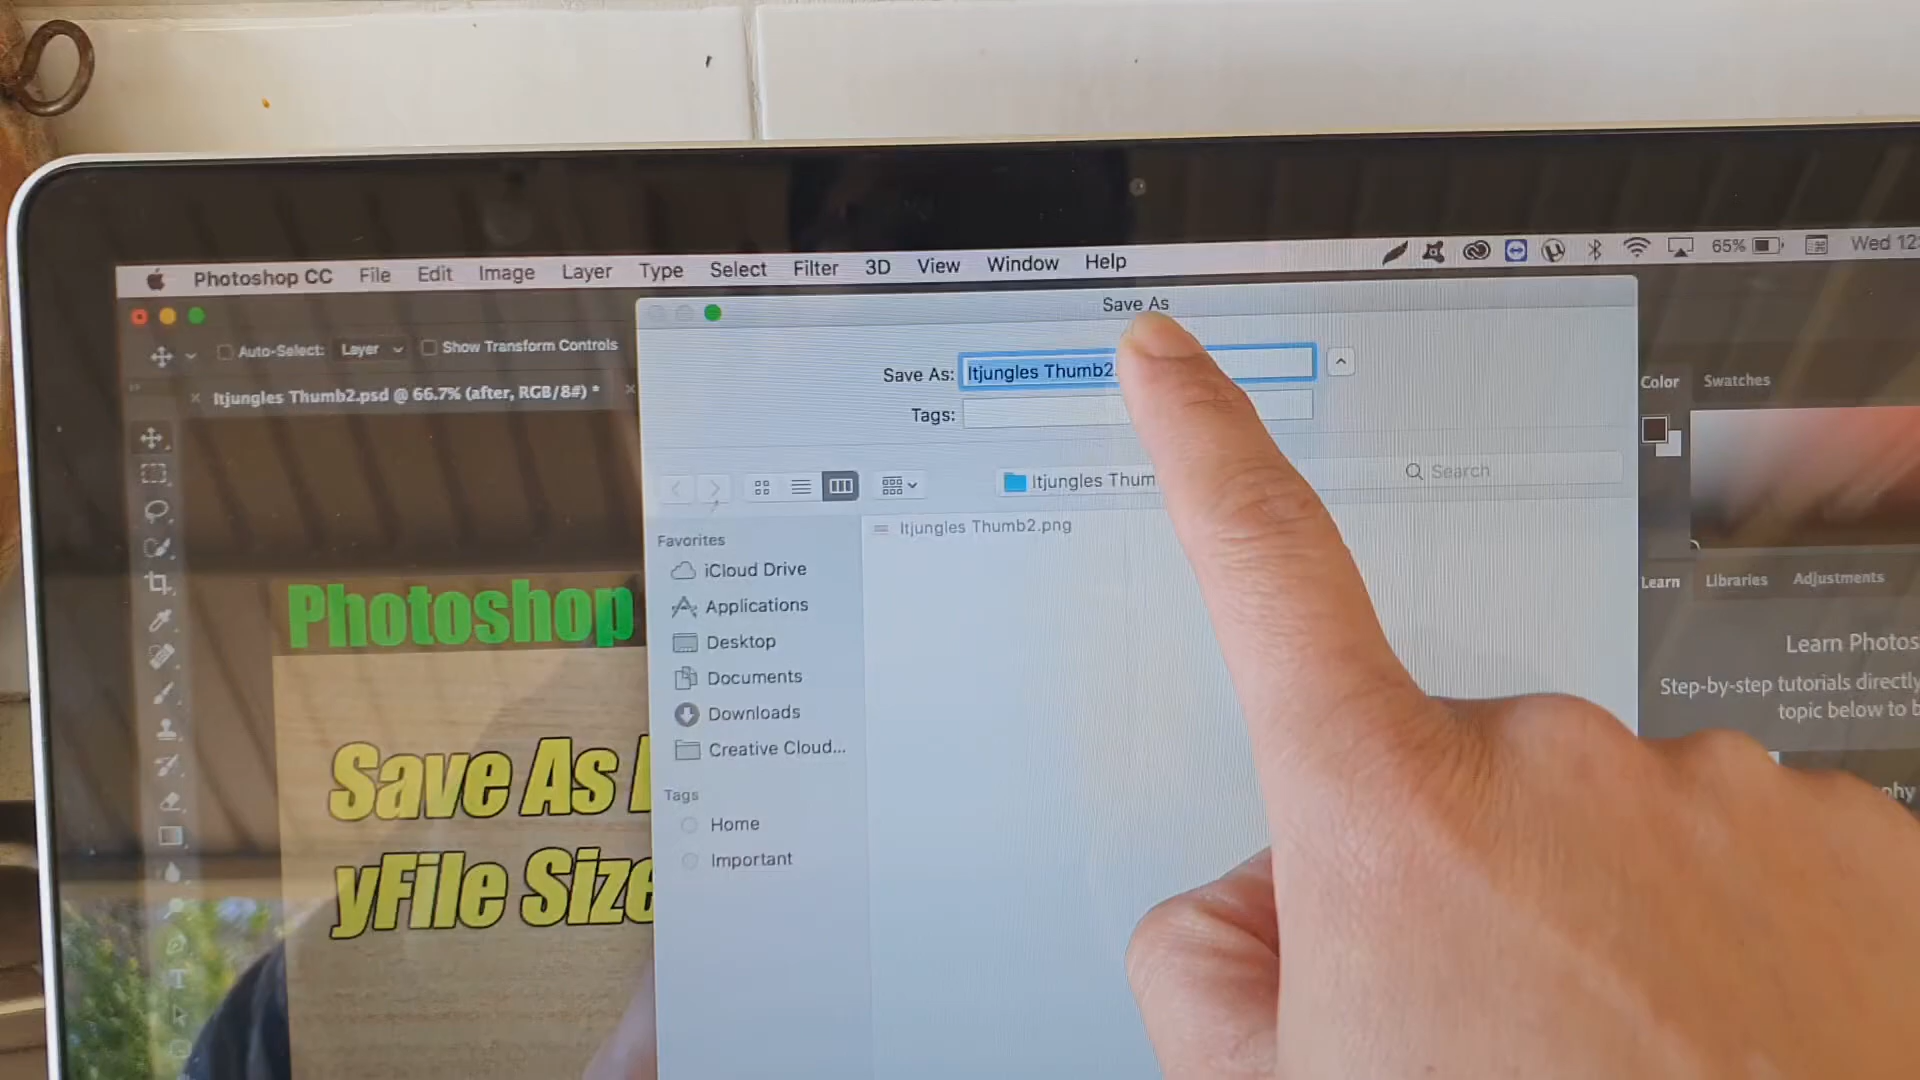 Photoshop CC File Edit Image Layer Type Select Filter 3D View Window Help 65% Wed 12
Save As
Auto-Select: Layer Show Transform Controls
Save As: Itjungles Thumb2.
Itjungles Thumb2.psd @ 66.7% (after, RGB/8#) *
Color Swatches
Tags:
Itjungles Thum
Search
Itjungles Thumb2.png
Favorites
iCloud Drive
Applications
Desktop
Documents
Downloads
Creative Cloud...
Tags
Home
Important
Photoshop
Save As
yFile Size
Learn Libraries Adjustments
Learn Photos
Step-by-step tutorials directly
topic below to b
phy